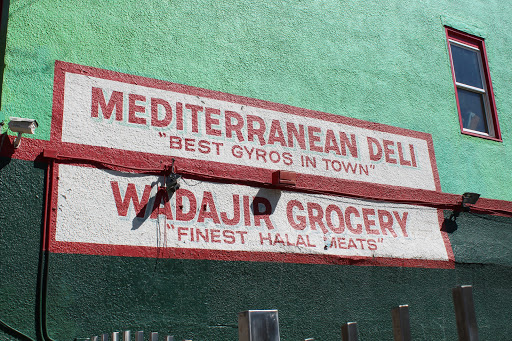 MEDITERRANEAN DELI
"BEST GYROS IN TOWN"
WADAJIR GROCERY
"FINEST HALAL MEATS"